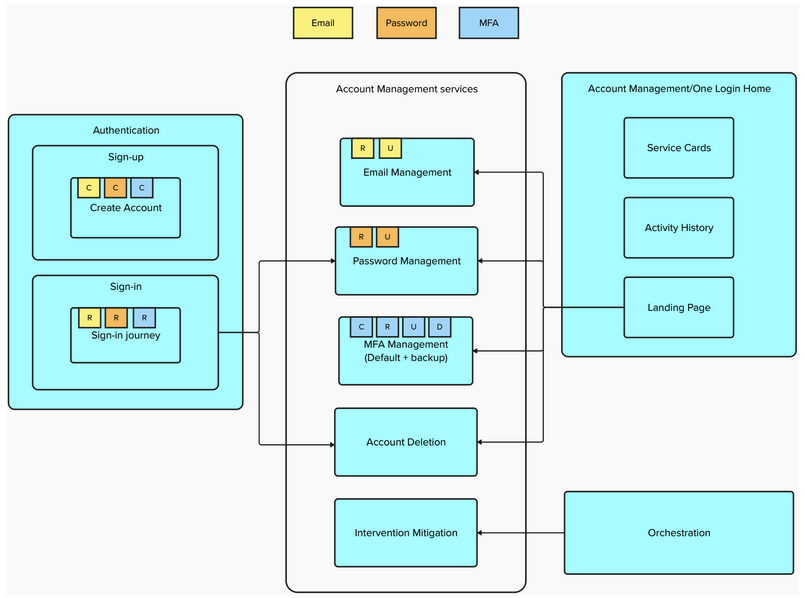 Email
Password
MFA
Authentication
Sign-up
C C C
Create Account
Sign-in
R R R
Sign-in journey
Account Management services
R U
Email Management
R U
Password Management
C R U D
MFA Management
(Default + backup)
Account Deletion
Intervention Mitigation
Account Management/One Login Home
Service Cards
Activity History
Landing Page
Orchestration